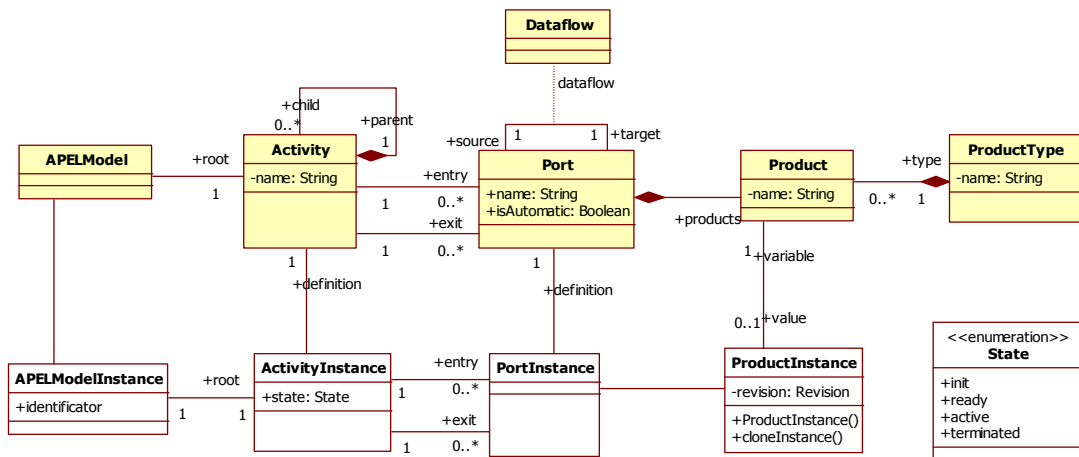 Dataflow
dataflow
+child
0..*
+parent
1
+source
1
1
+target
APELModel
+root
1
Activity
-name: String
+entry
1
0..*
+exit
1
0..*
Port
+name: String
+isAutomatic: Boolean
+products
Product
-name: String
+type
0..*
1
ProductType
-name: String
1
+definition
1
+definition
1
+variable
0..1
+value
APELModelInstance
+identificator
+root
1
1
ActivityInstance
+state: State
+entry
1
0..*
+exit
1
0..*
PortInstance
ProductInstance
-revision: Revision
+ProductInstance()
+cloneInstance()
<<enumeration>>
State
+init
+ready
+active
+terminated